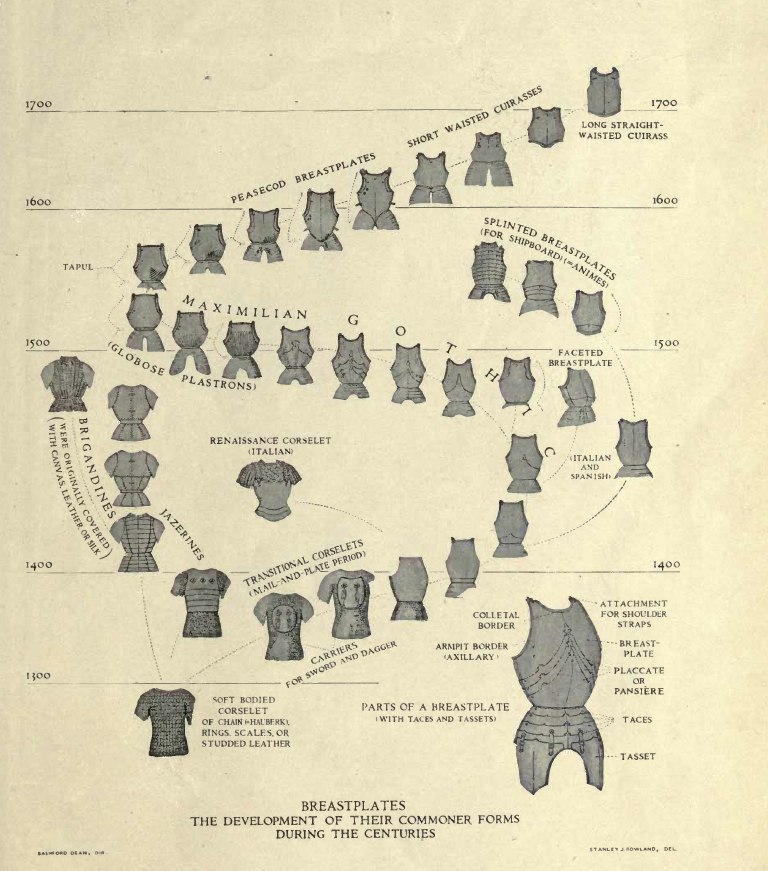 1700
1700
SHORT WAISTED CUIRASSES
LONG STRAIGHT-
WAISTED CUIRASS
PEASECOD BREASTPLATES
1600
1600
SPLINTED BREASTPLATES
(FOR SHIPBOARD) (=ANIMES)
TAPUL
MAXIMILIAN
GOTHIC
(GLOBOSE PLASTRONS)
1500
1500
FACETED
BREASTPLATE
BRIGANDINES
(WERE ORIGINALLY COVERED
WITH CANVAS, LEATHER OR SILK)
RENAISSANCE CORSELET
(ITALIAN)
(ITALIAN
AND
SPANISH)
JAZERINES
TRANSITIONAL CORSELETS
(MAIL-AND-PLATE PERIOD)
1400
1400
CARRIERS
FOR SWORD AND DAGGER
COLLETAL
BORDER
ATTACHMENT
FOR SHOULDER
STRAPS
ARMPIT BORDER
(AXILLARY)
BREAST-
PLATE
PLACCATE
OR
PANSIÈRE
1300
SOFT BODIED
CORSELET
OF CHAIN (=HAUBERK),
RINGS, SCALES, OR
STUDDED LEATHER
PARTS OF A BREASTPLATE
(WITH TACES AND TASSETS)
TACES
TASSET
BREASTPLATES
THE DEVELOPMENT OF THEIR COMMONER FORMS
DURING THE CENTURIES
BASHFORD DEAN, DIR.
STANLEY J. ROWLAND, DEL.